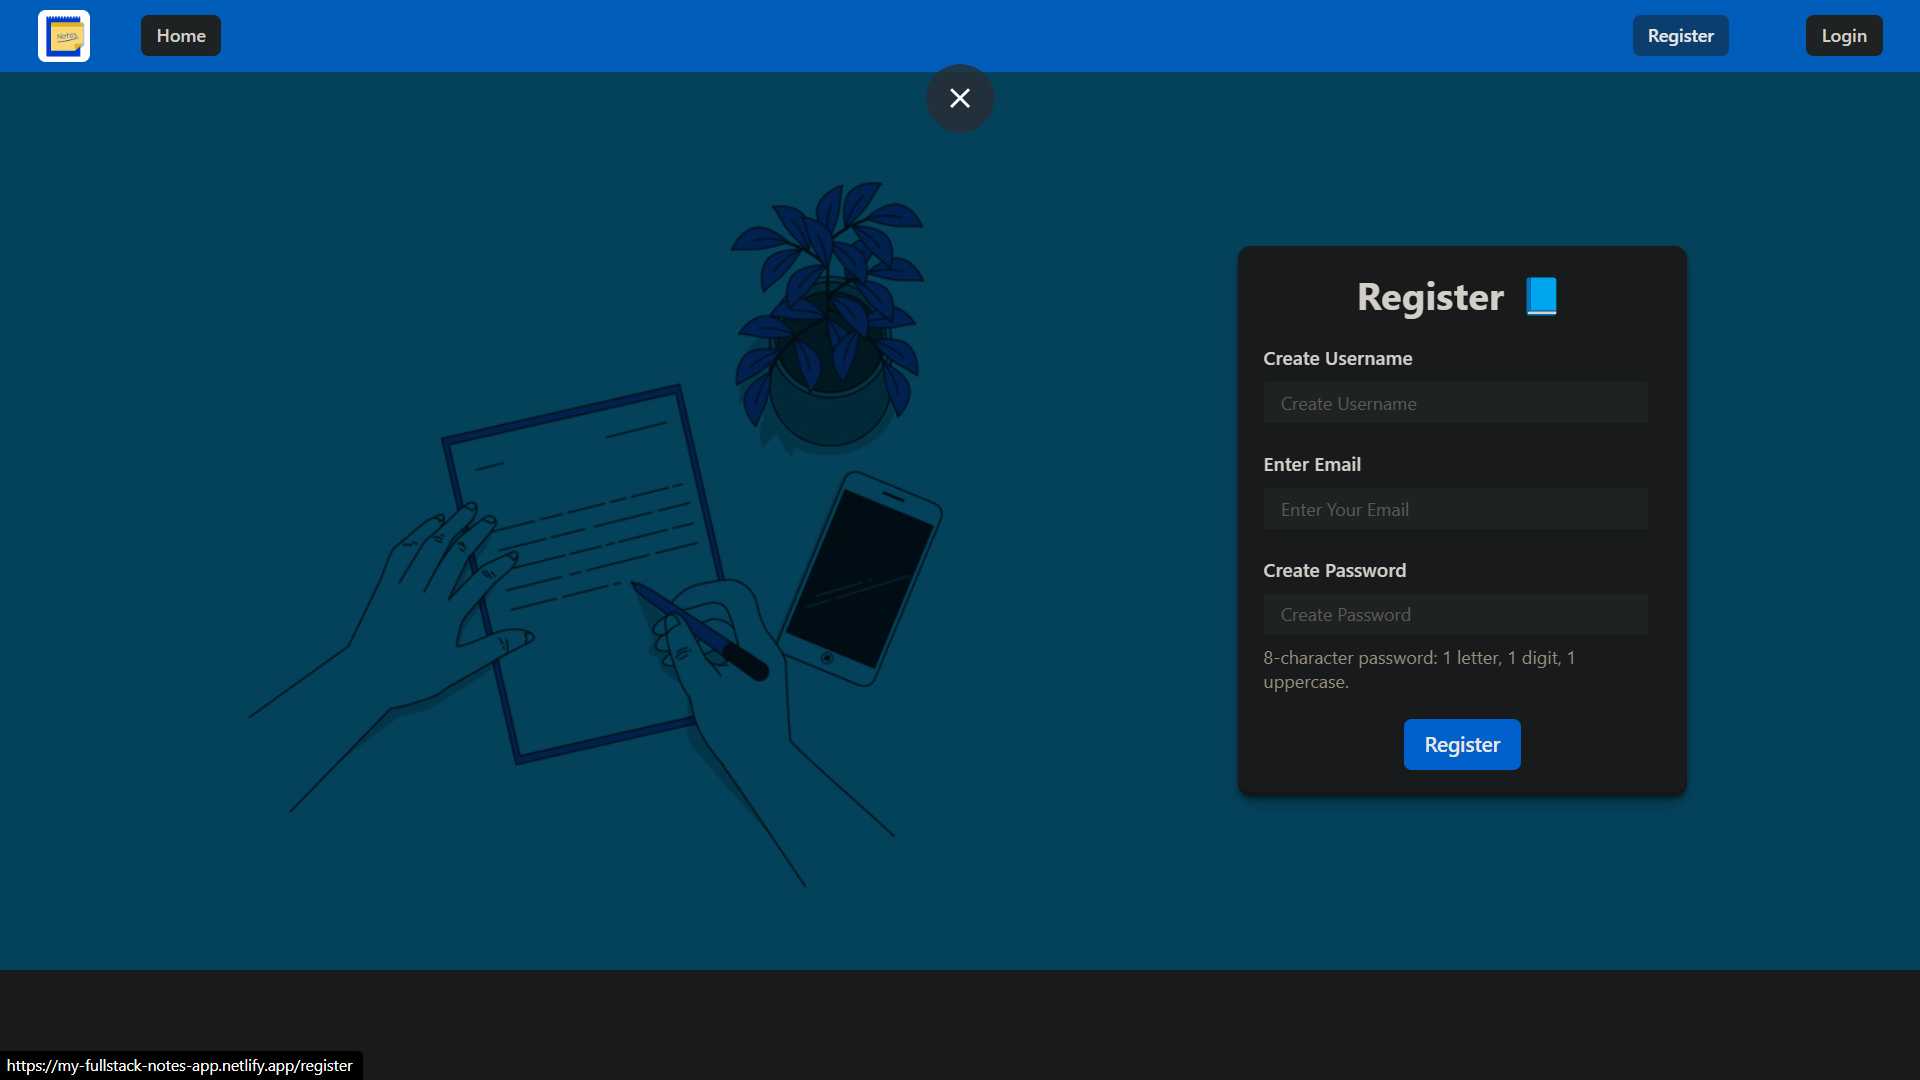 Notes
Home
Register
Login
Register
Create Username
Create Username
Enter Email
Enter Your Email
Create Password
Create Password
8-character password: 1 letter, 1 digit, 1
uppercase.
Register
https://my-fullstack-notes-app.netlify.app/register